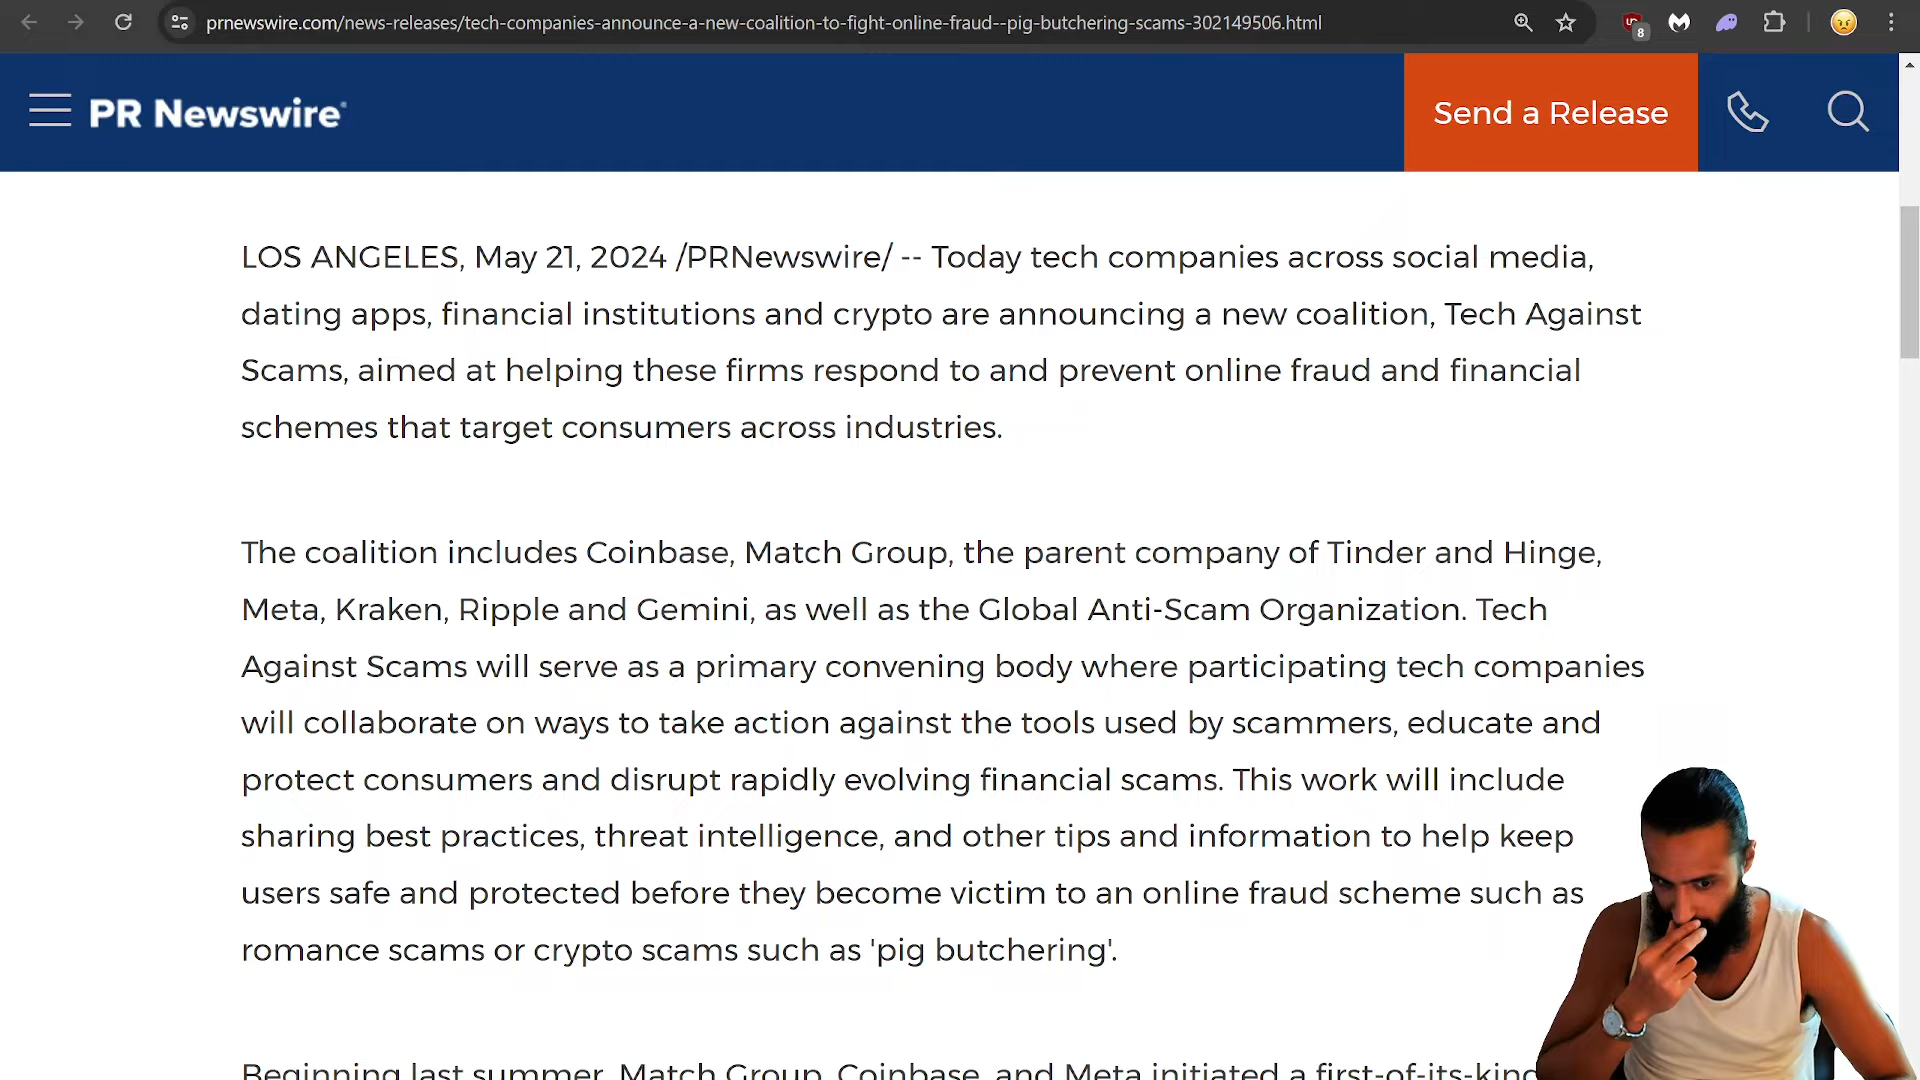 prnewswire.com/news-releases/tech-companies-announce-a-new-coalition-to-fight-online-fraud--pig-butchering-scams-302149506.html
8
PR Newswire
Send a Release
LOS ANGELES, May 21, 2024 /PRNewswire/ -- Today tech companies across social media,
dating apps, financial institutions and crypto are announcing a new coalition, Tech Against
Scams, aimed at helping these firms respond to and prevent online fraud and financial
schemes that target consumers across industries.
The coalition includes Coinbase, Match Group, the parent company of Tinder and Hinge,
Meta, Kraken, Ripple and Gemini, as well as the Global Anti-Scam Organization. Tech
Against Scams will serve as a primary convening body where participating tech companies
will collaborate on ways to take action against the tools used by scammers, educate and
protect consumers and disrupt rapidly evolving financial scams. This work will include
sharing best practices, threat intelligence, and other tips and information to help keep
users safe and protected before they become victim to an online fraud scheme such as
romance scams or crypto scams such as 'pig butchering'.
Beginning last summer, Match Group, Coinbase, and Meta initiated a first-of-its-kind